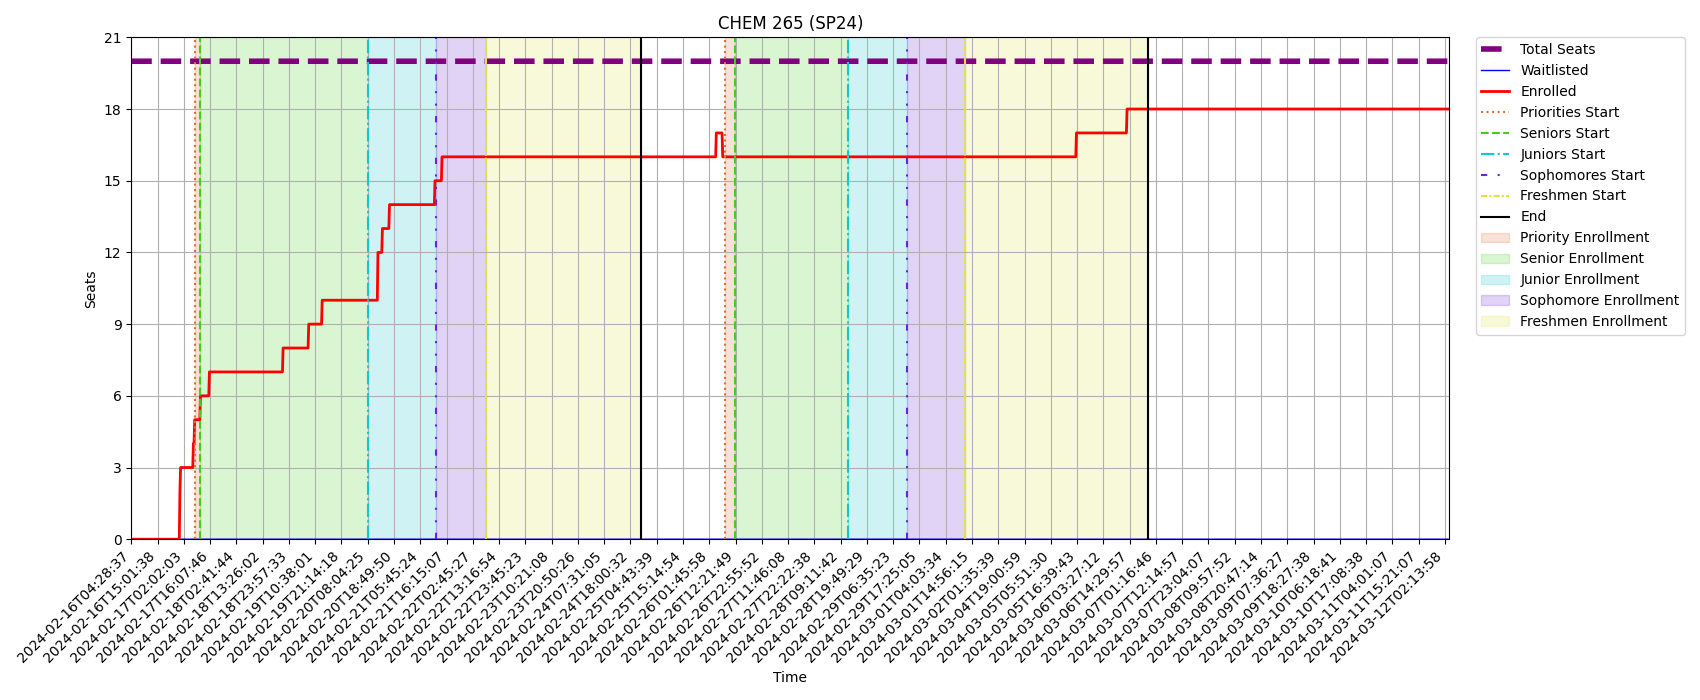 CHEM 265 (SP24)
21
18
15
12
9
6
3
0
Seats
2024-02-16T04:28:37
2024-02-16T15:01:38
2024-02-17T02:02:03
2024-02-17T16:07:46
2024-02-18T02:41:44
2024-02-18T13:26:02
2024-02-18T23:57:33
2024-02-19T10:38:01
2024-02-19T21:14:18
2024-02-20T08:04:25
2024-02-20T18:49:50
2024-02-21T05:45:24
2024-02-21T16:15:07
2024-02-22T02:45:27
2024-02-22T13:16:54
2024-02-22T23:45:23
2024-02-23T10:21:08
2024-02-23T20:50:26
2024-02-24T07:31:05
2024-02-24T18:00:32
2024-02-25T04:43:39
2024-02-25T15:14:54
2024-02-26T01:45:58
2024-02-26T12:21:49
2024-02-26T22:55:52
2024-02-27T11:46:08
2024-02-27T22:22:38
2024-02-28T09:11:42
2024-02-28T19:49:29
2024-02-29T06:35:23
2024-02-29T17:25:05
2024-03-01T04:03:34
2024-03-01T14:56:15
2024-03-02T01:35:39
2024-03-04T19:00:59
2024-03-05T05:51:30
2024-03-05T16:39:43
2024-03-06T03:27:12
2024-03-06T14:29:57
2024-03-07T01:16:46
2024-03-07T12:14:57
2024-03-07T23:04:07
2024-03-08T09:57:52
2024-03-08T20:47:14
2024-03-09T07:36:27
2024-03-09T18:27:38
2024-03-10T06:18:41
2024-03-10T17:08:38
2024-03-11T04:01:07
2024-03-11T15:21:07
2024-03-12T02:13:58
Time
Total Seats
Waitlisted
Enrolled
Priorities Start
Seniors Start
Juniors Start
Sophomores Start
Freshmen Start
End
Priority Enrollment
Senior Enrollment
Junior Enrollment
Sophomore Enrollment
Freshmen Enrollment